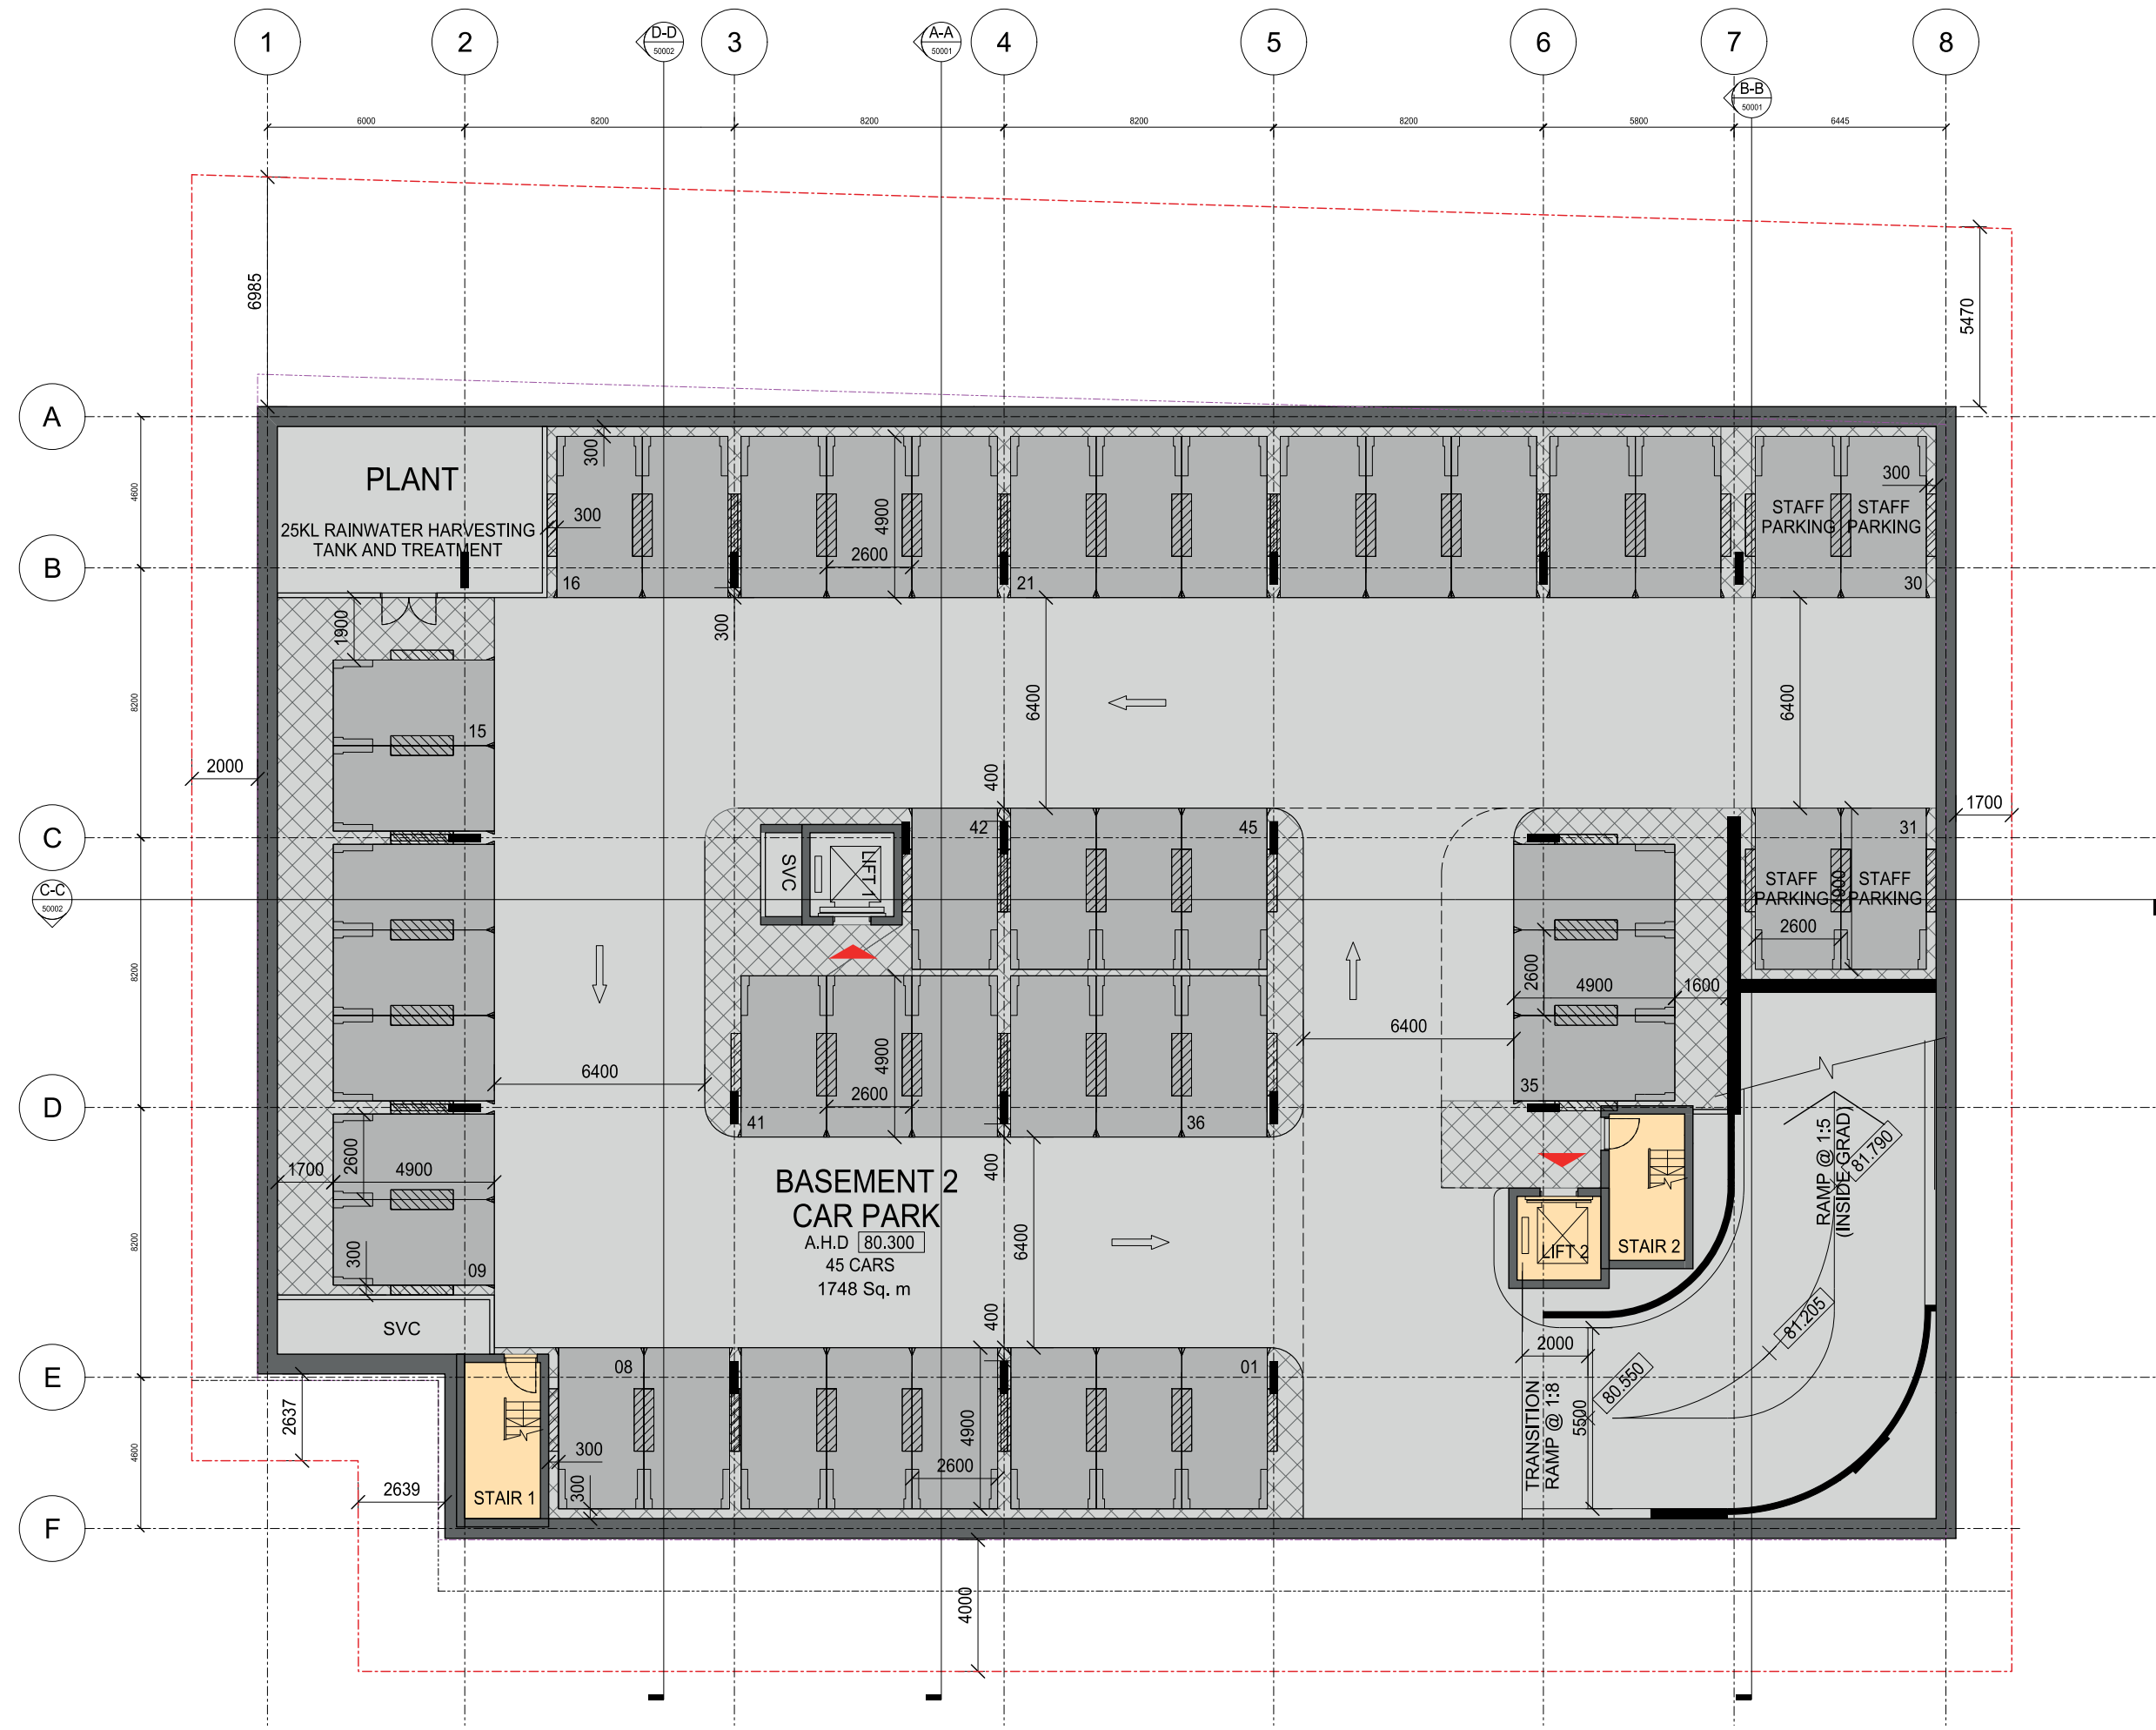 1
2
D-D
50002
3
A-A
50001
4
5
6
7
8
B-B
50001
6000
8200
8200
8200
8200
5800
6445
6985
5470
A
300
PLANT
4600
25KL RAINWATER HARVESTING
TANK AND TREATMENT
300
4900
2600
300
STAFF
PARKING
STAFF
PARKING
B
16
21
30
1900
300
8200
15
6400
6400
2000
400
1700
C
42
45
31
SVC
LIFT 1
C-C
50002
STAFF
PARKING
STAFF
PARKING
4900
2600
8200
2600
4900
1600
6400
6400
4900
2600
35
D
41
36
1700
2600
4900
400
BASEMENT 2
CAR PARK
A.H.D 80.300
45 CARS
1748 Sq. m
6400
8200
300
09
RAMP @ 1:5
(INSIDE GRAD)
81.790
LIFT 2
STAIR 2
SVC
400
81.205
2000
E
08
01
80.550
TRANSITION
RAMP @ 1:8
5500
2637
4600
4900
300
2600
300
2639
STAIR 1
F
4000